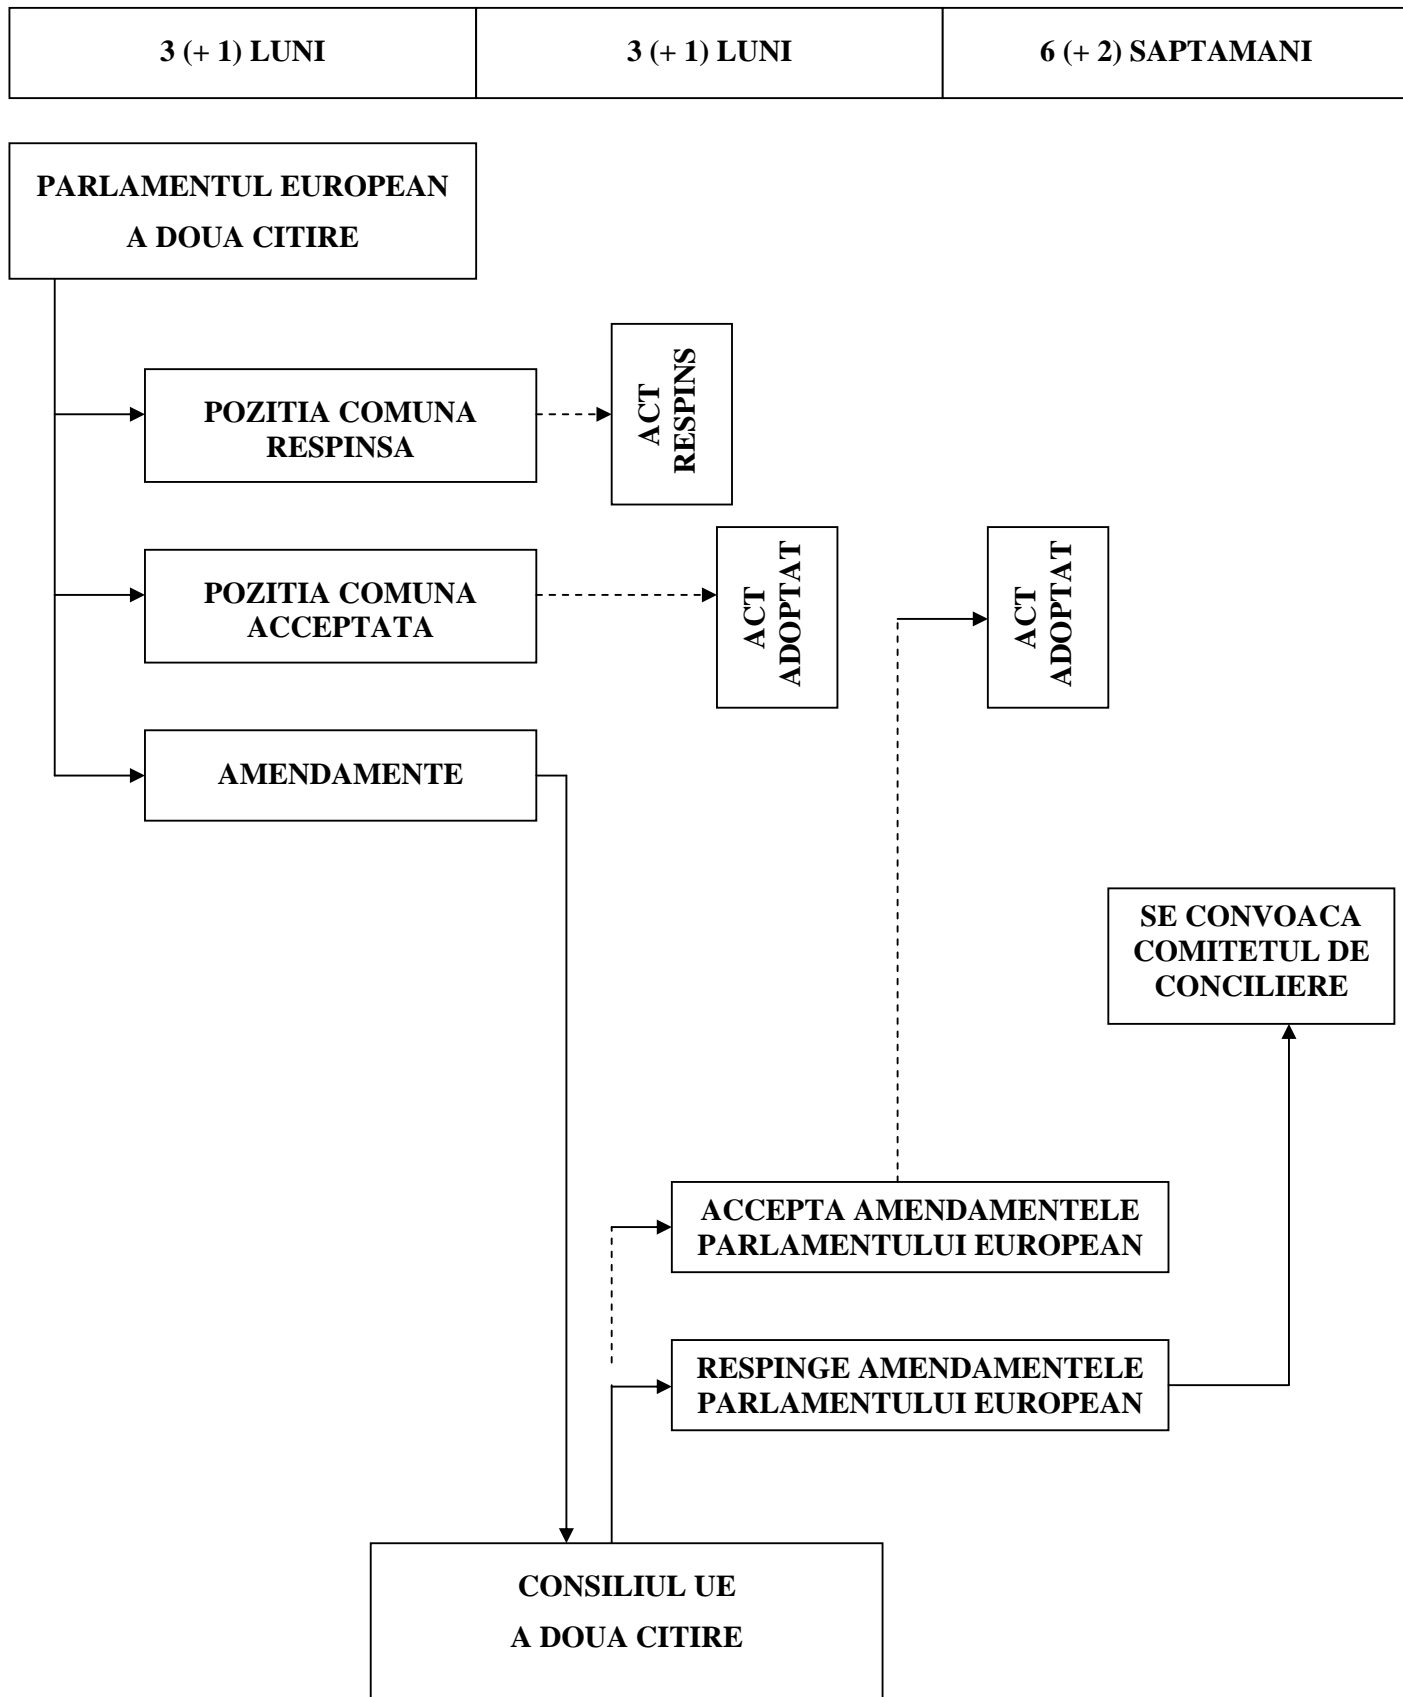 3 (+ 1) LUNI
3 (+ 1) LUNI
6 (+ 2) SAPTAMANI
PARLAMENTUL EUROPEAN
A DOUA CITIRE
POZITIA COMUNA
RESPINSA
ACT
RESPINS
POZITIA COMUNA
ACCEPTATA
ACT
ADOPTAT
ACT
ADOPTAT
AMENDAMENTE
SE CONVOACA
COMITETUL DE
CONCILIERE
ACCEPTA AMENDAMENTELE
PARLAMENTULUI EUROPEAN
RESPINGE AMENDAMENTELE
PARLAMENTULUI EUROPEAN
CONSILIUL UE
A DOUA CITIRE